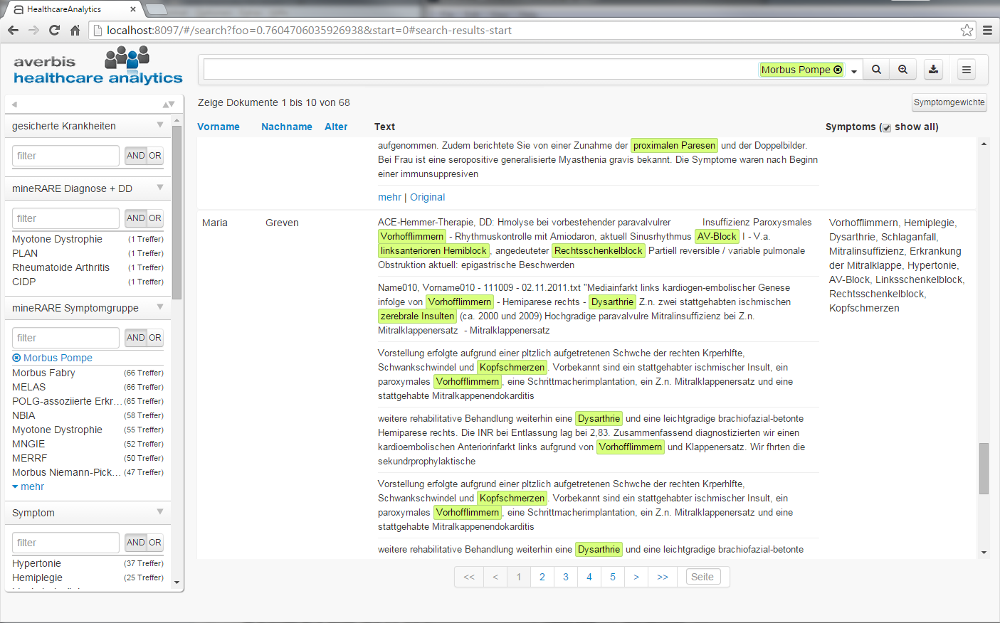 HealthcareAnalytics
localhost:8097/#/search?foo=0.7604706035926938&start=0#search-results-start
averbis
healthcare analytics
Morbus Pompe
Zeige Dokumente 1 bis 10 von 68
Symptomgewichte
gesicherte Krankheiten
filter AND OR
mineRARE Diagnose + DD
filter AND OR
Myotone Dystrophie (1 Treffer)
PLAN (1 Treffer)
Rheumatoide Arthritis (1 Treffer)
CIDP (1 Treffer)
mineRARE Symptomgruppe
filter AND OR
Morbus Pompe
Morbus Fabry (66 Treffer)
MELAS (66 Treffer)
POLG-assoziierte Erkr... (65 Treffer)
NBIA (58 Treffer)
Myotone Dystrophie (55 Treffer)
MNGIE (52 Treffer)
MERRF (50 Treffer)
Morbus Niemann-Pick... (47 Treffer)
mehr
Symptom
filter AND OR
Hypertonie (37 Treffer)
Hemiplegie (25 Treffer)
Vorname Nachname Alter Text Symptoms ( show all)
aufgenommen. Zudem berichtete Sie von einer Zunahme der proximalen Paresen und der Doppelbilder.
Bei Frau ist eine seropositive generalisierte Myasthenia gravis bekannt. Die Symptome waren nach Beginn
einer immunsuppresiven
mehr | Original
Maria Greven
ACE-Hemmer-Therapie, DD: Hmolyse bei vorbestehender paravalvulrer Insuffizienz Paroxysmales
Vorhofflimmern - Rhythmuskontrolle mit Amiodaron, aktuell Sinusrhythmus AV-Block I - V.a.
linksanterioren Hemiblock, angedeuteter Rechtsschenkelblock Partiell reversible / variable pulmonale
Obstruktion aktuell: epigastrische Beschwerden
Name010, Vorname010 - 111009 - 02.11.2011.txt "Mediainfarkt links kardiogen-embolischer Genese
infolge von Vorhofflimmern - Hemiparese rechts - Dysarthrie Z.n. zwei stattgehabten ischmischen
zerebrale Insulten (ca. 2000 und 2009) Hochgradige paravalvulre Mitralinsuffizienz bei Z.n.
Mitralklappenersatz - Mitralklappenersatz
Vorstellung erfolgte aufgrund einer pltzlich aufgetretenen Schwche der rechten Krperhlfte,
Schwankschwindel und Kopfschmerzen. Vorbekannt sind ein stattgehabter ischmischer Insult, ein
paroxymales Vorhofflimmern, eine Schrittmacherimplantation, ein Z.n. Mitralklappenersatz und eine
stattgehabte Mitralkappenendokarditis
weitere rehabilitative Behandlung weiterhin eine Dysarthrie und eine leichtgradige brachiofazial-betonte
Hemiparese rechts. Die INR bei Entlassung lag bei 2,83. Zusammenfassend diagnostizierten wir einen
kardioembolischen Anteriorinfarkt links aufgrund von Vorhofflimmern und Klappenersatz. Wir fhrten die
sekundrprophylaktische
Vorstellung erfolgte aufgrund einer pltzlich aufgetretenen Schwche der rechten Krperhlfte,
Schwankschwindel und Kopfschmerzen. Vorbekannt sind ein stattgehabter ischmischer Insult, ein
paroxymales Vorhofflimmern, eine Schrittmacherimplantation, ein Z.n. Mitralklappenersatz und eine
stattgehabte Mitralkappenendokarditis
weitere rehabilitative Behandlung weiterhin eine Dysarthrie und eine leichtgradige brachiofazial-betonte
Vorhofflimmern, Hemiplegie,
Dysarthrie, Schlaganfall,
Mitralinsuffizienz, Erkrankung
der Mitralklappe, Hypertonie,
AV-Block, Linksschenkelblock,
Rechtsschenkelblock,
Kopfschmerzen
<< < 1 2 3 4 5 > >> Seite